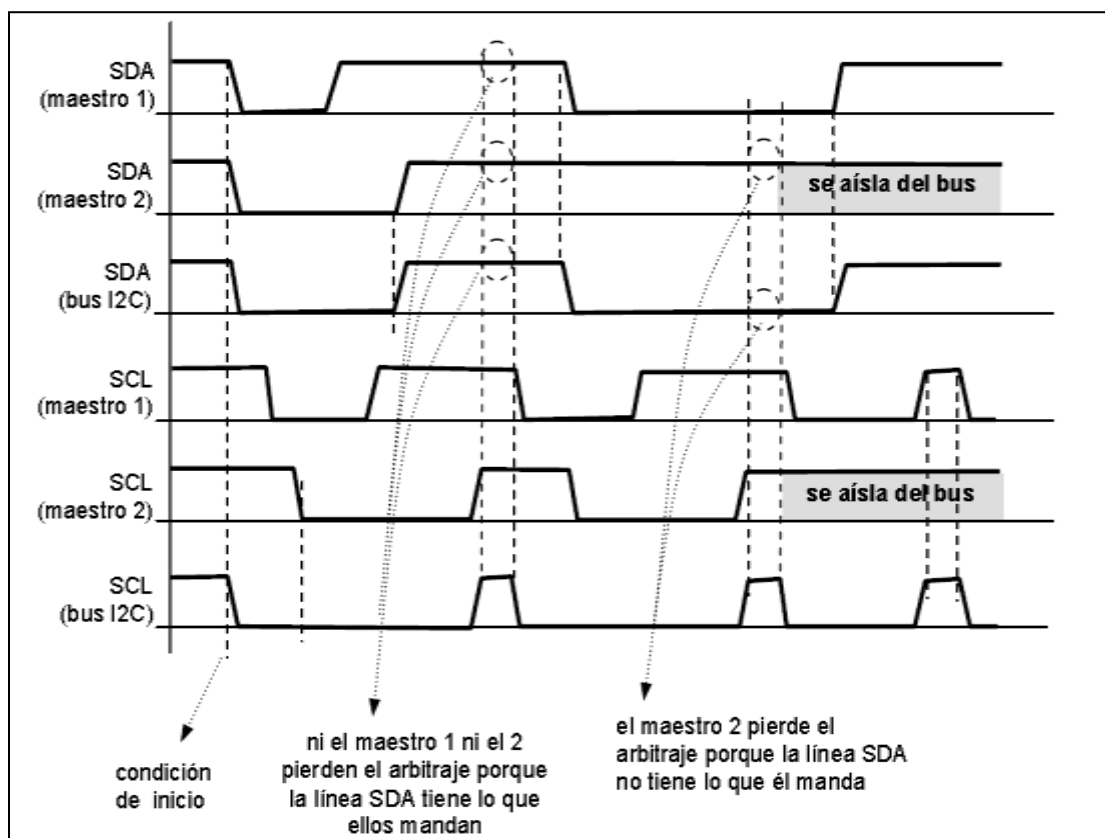 SDA
(maestro 1)
SDA
(maestro 2)
se aísla del bus
SDA
(bus I2C)
SCL
(maestro 1)
SCL
(maestro 2)
se aísla del bus
SCL
(bus I2C)
condición
de inicio
ni el maestro 1 ni el 2
pierden el arbitraje porque
la línea SDA tiene lo que
ellos mandan
el maestro 2 pierde el
arbitraje porque la línea SDA
no tiene lo que él manda